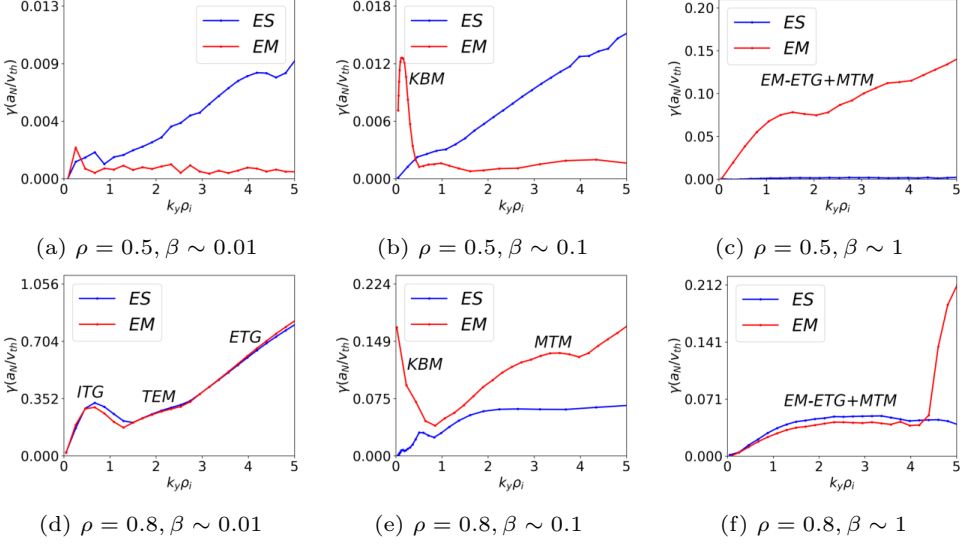 0.013
0.009
0.004
0.000
γ(a_N/v_th)
ES
EM
0 1 2 3 4 5
k_yρ_i
(a) ρ = 0.5, β ∼ 0.01
0.018
0.012
0.006
0.000
γ(a_N/v_th)
ES
EM
KBM
0 1 2 3 4 5
k_yρ_i
(b) ρ = 0.5, β ∼ 0.1
0.20
0.15
0.10
0.05
0.00
γ(a_N/v_th)
ES
EM
EM-ETG+MTM
0 1 2 3 4 5
k_yρ_i
(c) ρ = 0.5, β ∼ 1
1.056
0.704
0.352
0.000
γ(a_N/v_th)
ES
EM
ITG
TEM
ETG
0 1 2 3 4 5
k_yρ_i
(d) ρ = 0.8, β ∼ 0.01
0.224
0.149
0.075
0.000
γ(a_N/v_th)
ES
EM
KBM
MTM
0 1 2 3 4 5
k_yρ_i
(e) ρ = 0.8, β ∼ 0.1
0.212
0.141
0.071
0.000
γ(a_N/v_th)
ES
EM
EM-ETG+MTM
0 1 2 3 4 5
k_yρ_i
(f) ρ = 0.8, β ∼ 1